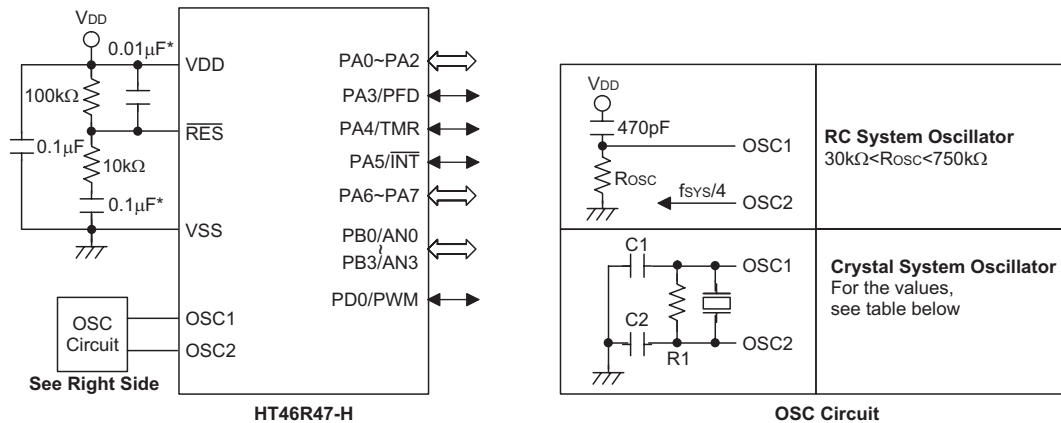 VDD
0.01μF*
100kΩ
0.1μF
10kΩ
0.1μF*
VDD
RES
VSS
OSC1
OSC2
OSC
Circuit
See Right Side
PA0~PA2
PA3/PFD
PA4/TMR
PA5/INT
PA6~PA7
PB0/AN0
~
PB3/AN3
PD0/PWM
HT46R47-H
VDD
470pF
OSC1
ROSC
fSYS/4
OSC2
RC System Oscillator
30kΩ<ROSC<750kΩ
C1
OSC1
C2
R1
OSC2
Crystal System Oscillator
For the values,
see table below
OSC Circuit